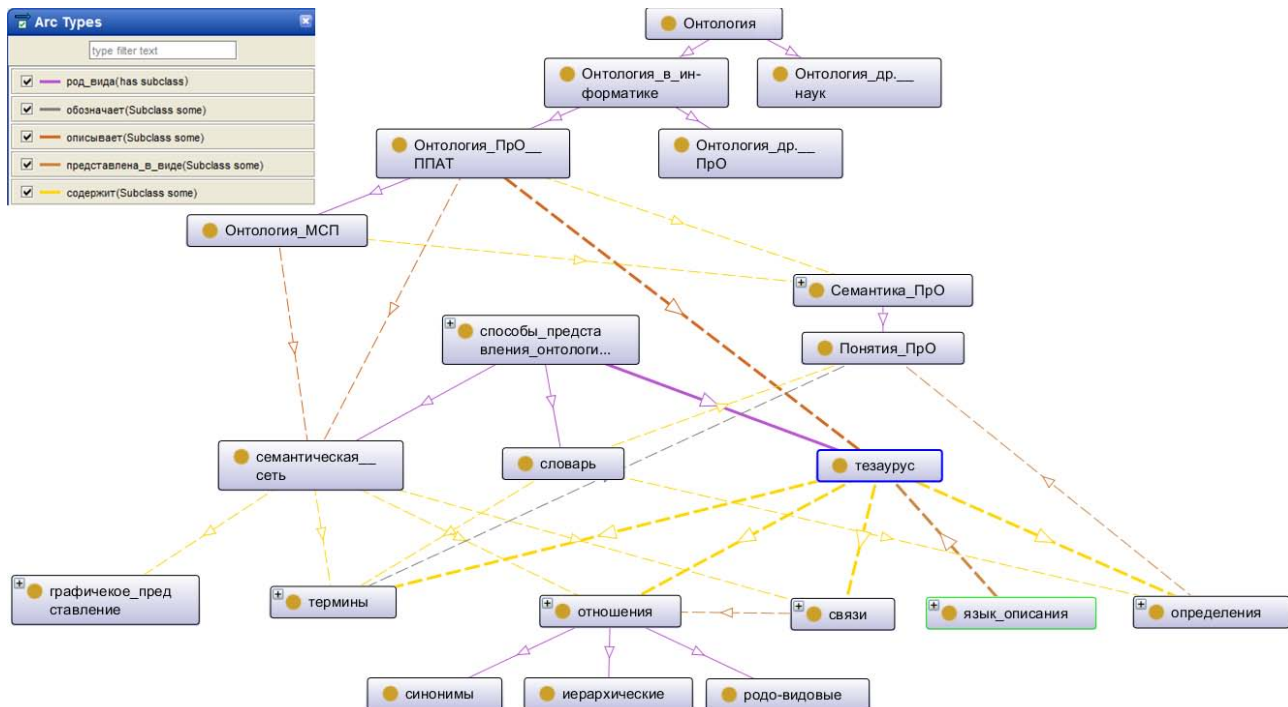 Arc Types
type filter text
род_вида(has subclass)
обозначает(Subclass some)
описывает(Subclass some)
представлена_в_виде(Subclass some)
содержит(Subclass some)
Онтология
Онтология_в_ин-
форматике
Онтология_др.__
наук
Онтология_ПрО__
ППАТ
Онтология_др.__
ПрО
Онтология_МСП
Семантика_ПрО
способы_предста
вления_онтологи...
Понятия_ПрО
семантическая__
сеть
словарь
тезаурус
графичекое_пред
ставление
термины
отношения
связи
язык_описания
определения
синонимы
иерархические
родо-видовые